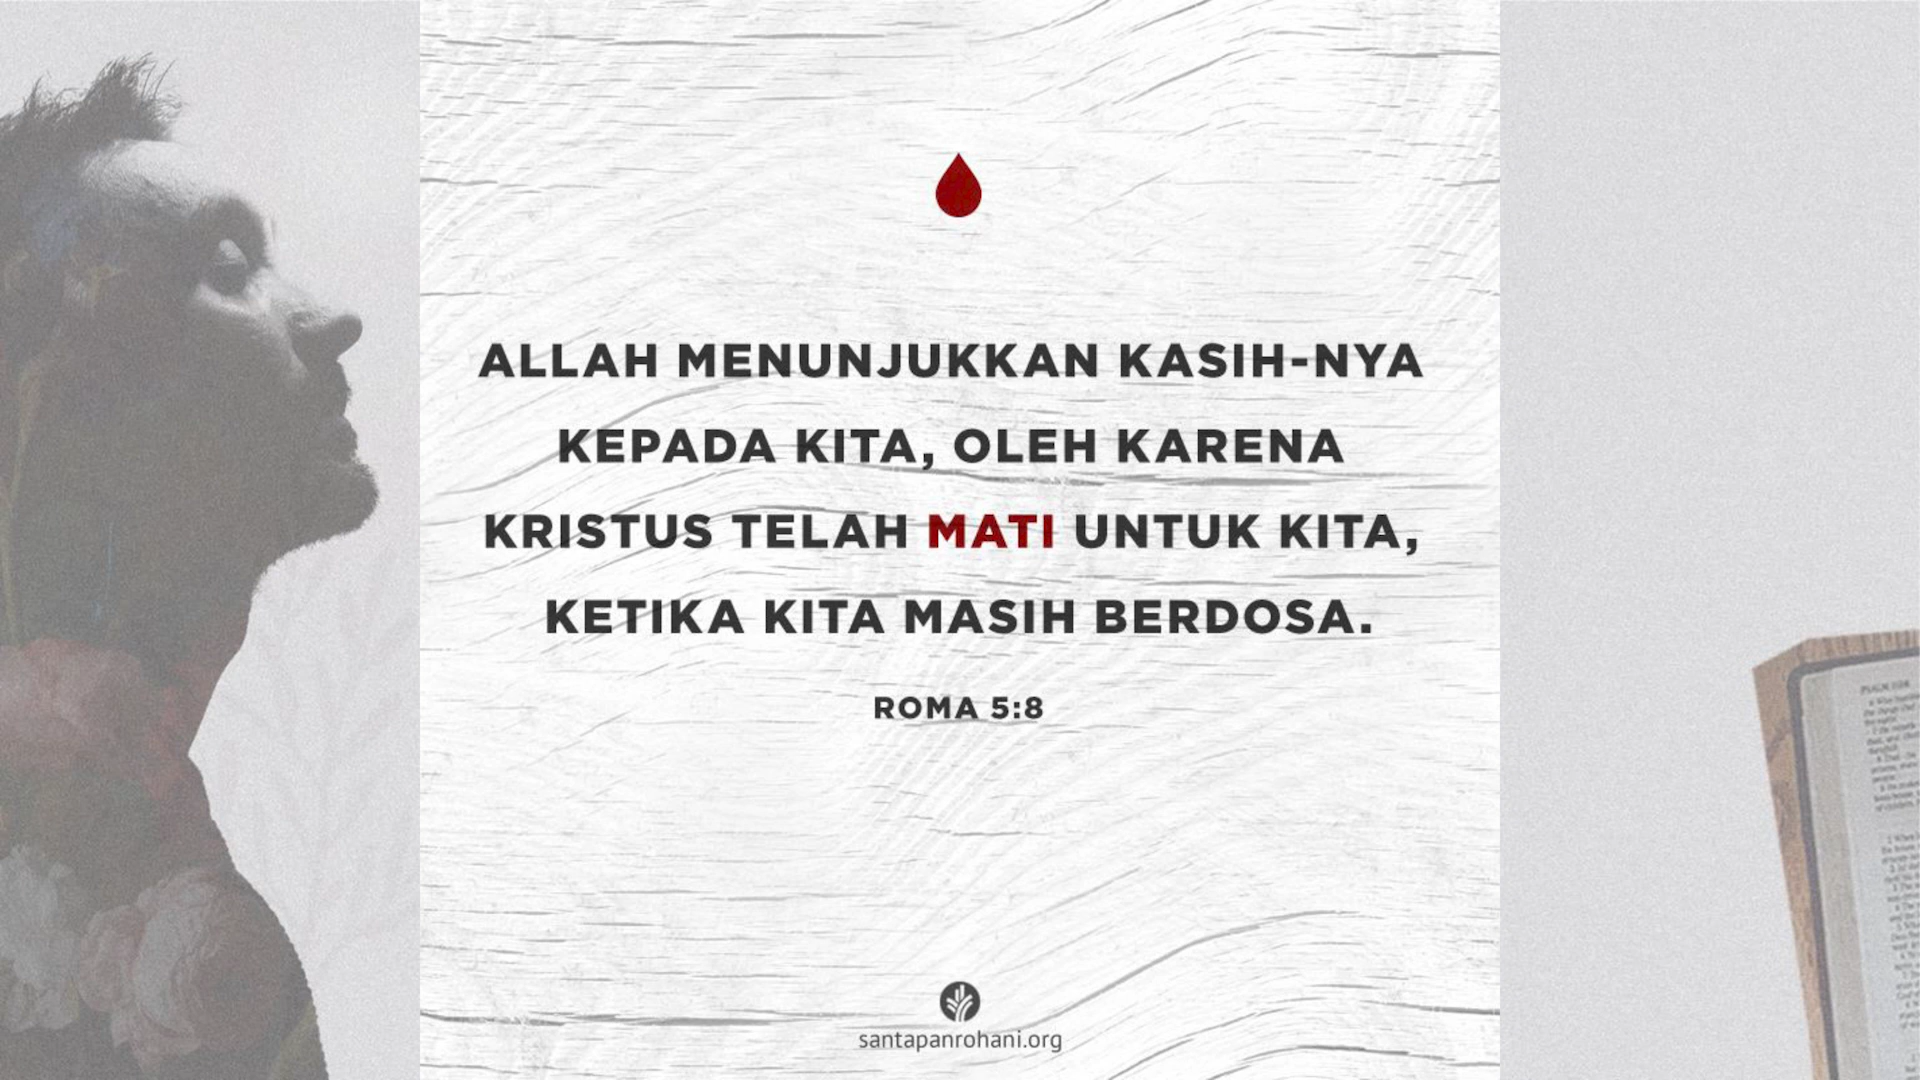 ALLAH MENUNJUKKAN KASIH-NYA
KEPADA KITA, OLEH KARENA
KRISTUS TELAH MATI UNTUK KITA,
KETIKA KITA MASIH BERDOSA.
ROMA 5:8
santapanrohani.org